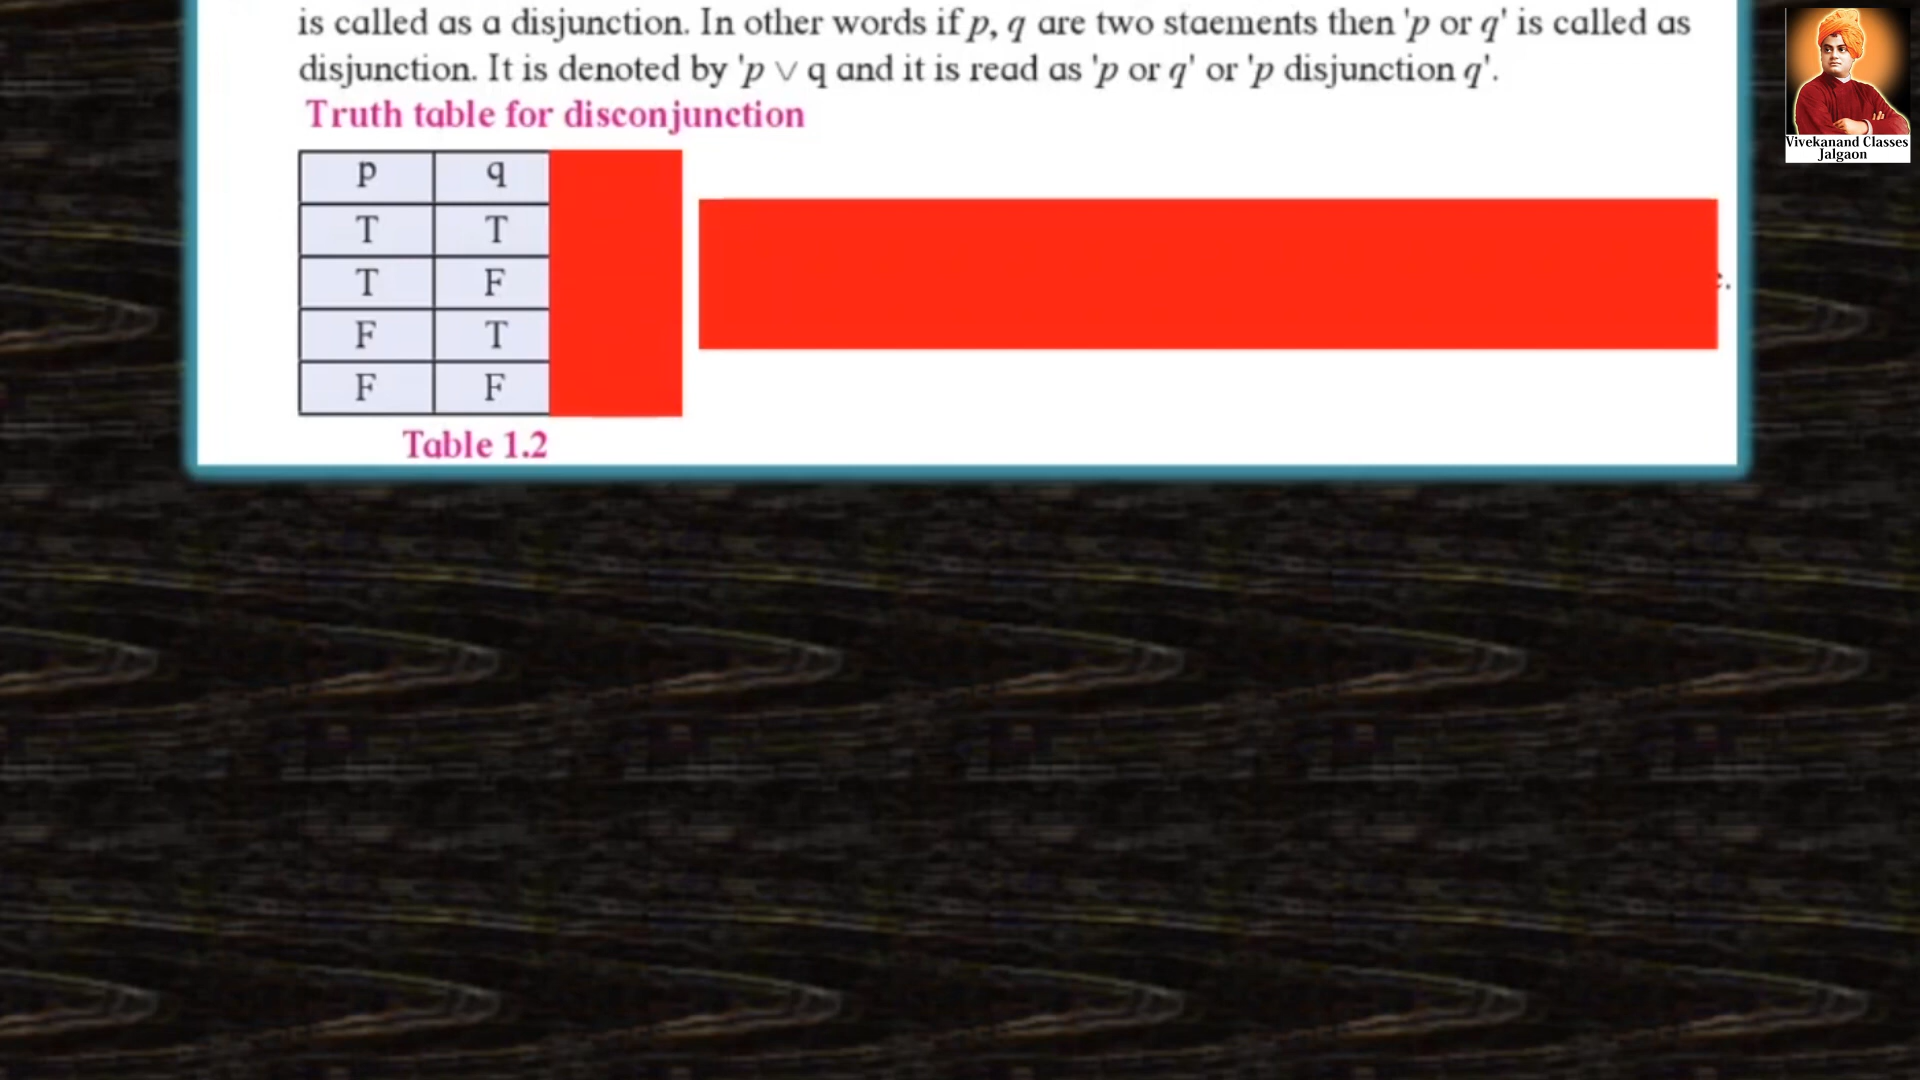 is called as a disjunction. In other words if p, q are two staements then 'p or q' is called as
disjunction. It is denoted by 'p ∨ q and it is read as 'p or q' or 'p disjunction q'.
Truth table for disconjunction
p q
T T
T F
F T
F F
Table 1.2
Vivekanand Classes
Jalgaon